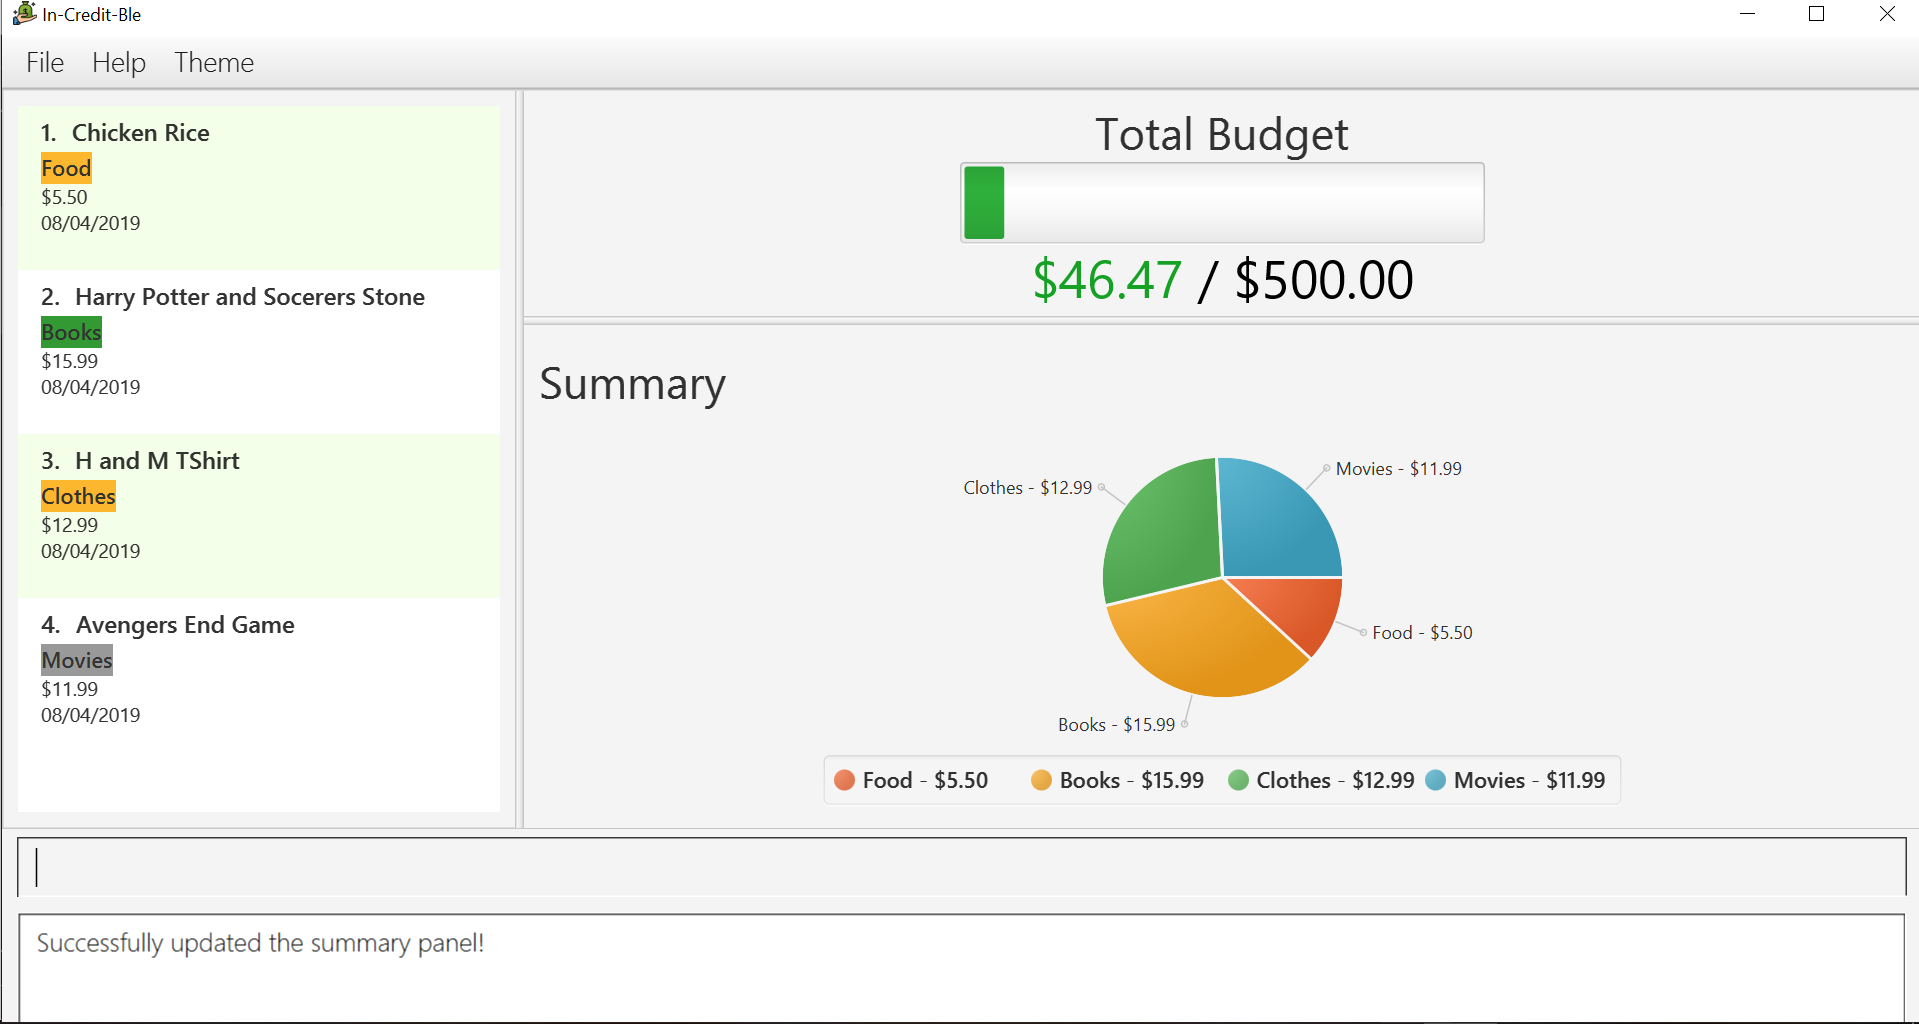 In-Credit-Ble
File Help Theme
1. Chicken Rice
Food
$5.50
08/04/2019
2. Harry Potter and Socerers Stone
Books
$15.99
08/04/2019
3. H and M TShirt
Clothes
$12.99
08/04/2019
4. Avengers End Game
Movies
$11.99
08/04/2019
Total Budget
$46.47 / $500.00
Summary
Movies - $11.99
Clothes - $12.99
Food - $5.50
Books - $15.99
Food - $5.50 Books - $15.99 Clothes - $12.99 Movies - $11.99
Successfully updated the summary panel!